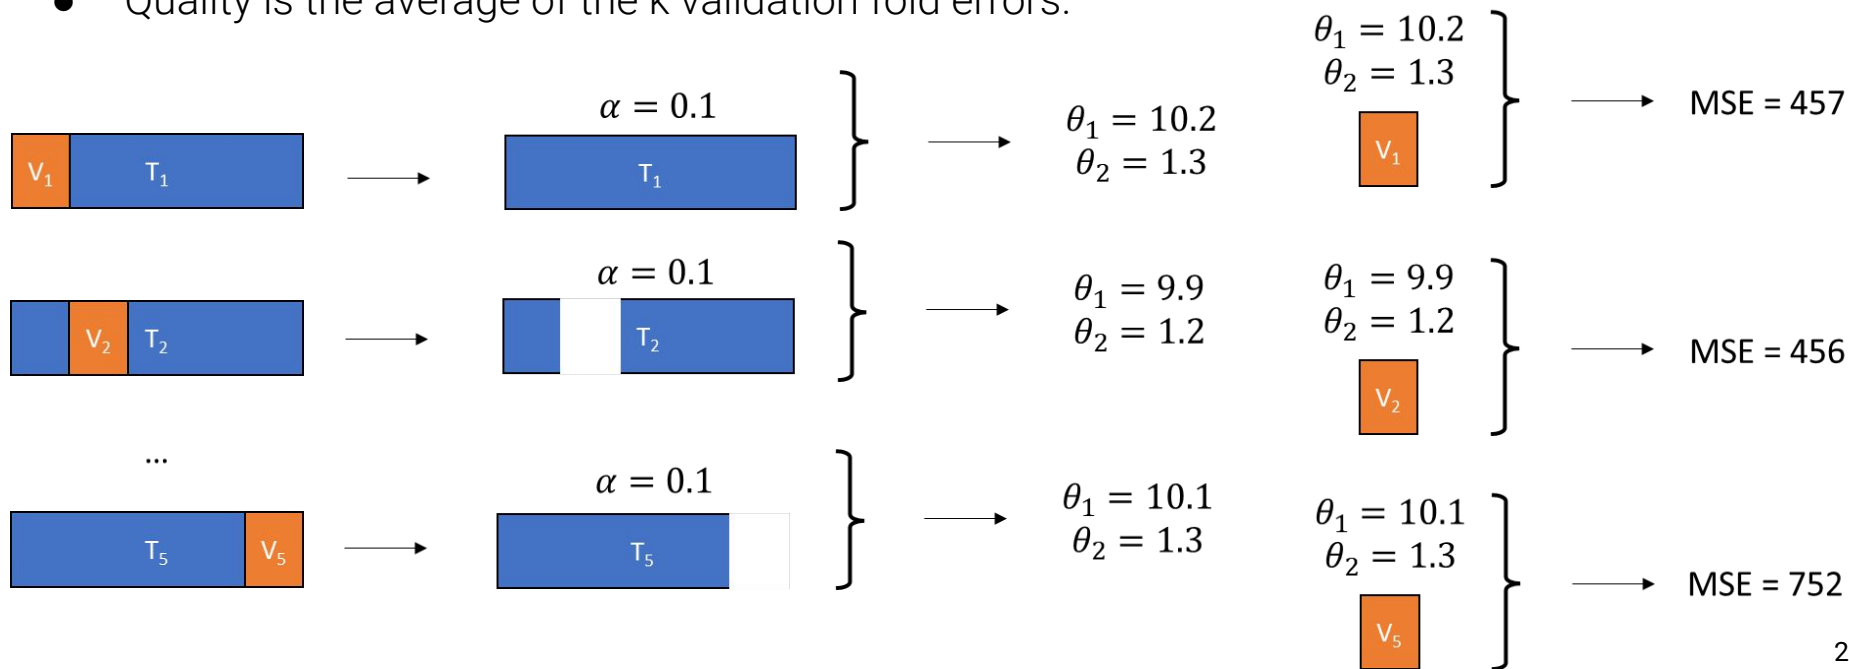 ● Quality is the average of the k validation fold errors.
θ₁ = 10.2
θ₂ = 1.3
V₁
MSE = 457
V₁ T₁
α = 0.1
T₁
θ₁ = 10.2
θ₂ = 1.3
V₂ T₂
α = 0.1
T₂
θ₁ = 9.9
θ₂ = 1.2
θ₁ = 9.9
θ₂ = 1.2
V₂
MSE = 456
...
T₅ V₅
α = 0.1
T₅
θ₁ = 10.1
θ₂ = 1.3
θ₁ = 10.1
θ₂ = 1.3
V₅
MSE = 752
2